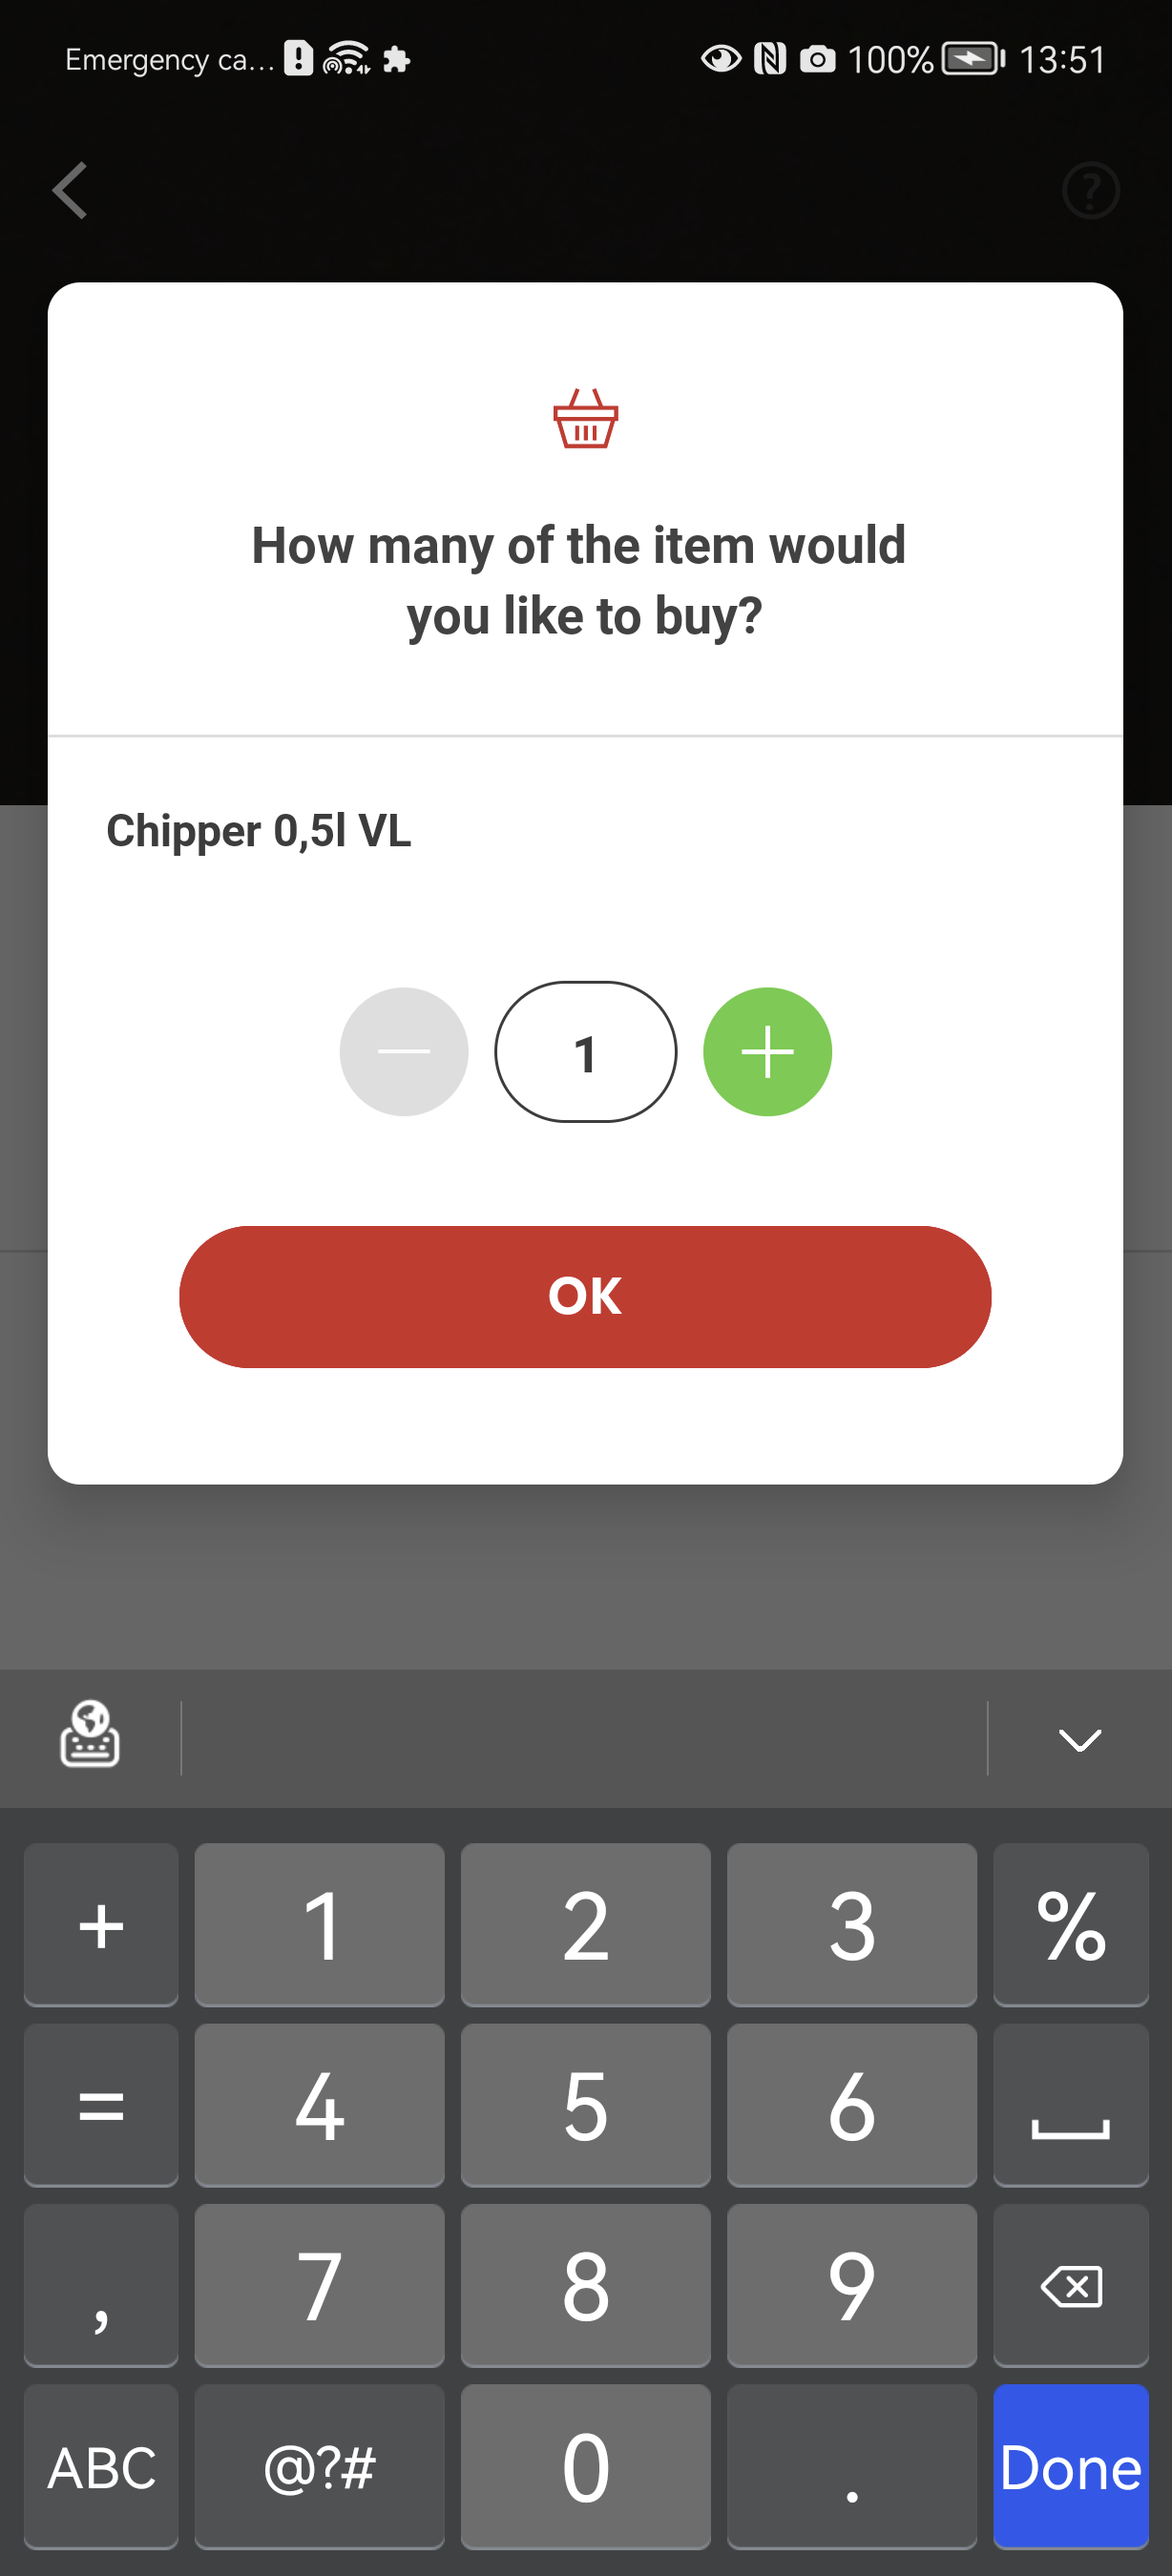 Emergency ca... 100% 13:51
?
How many of the item would
you like to buy?
Chipper 0,5l VL
1
OK
+ 1 2 3 %
= 4 5 6
, 7 8 9
ABC @?# 0 . Done